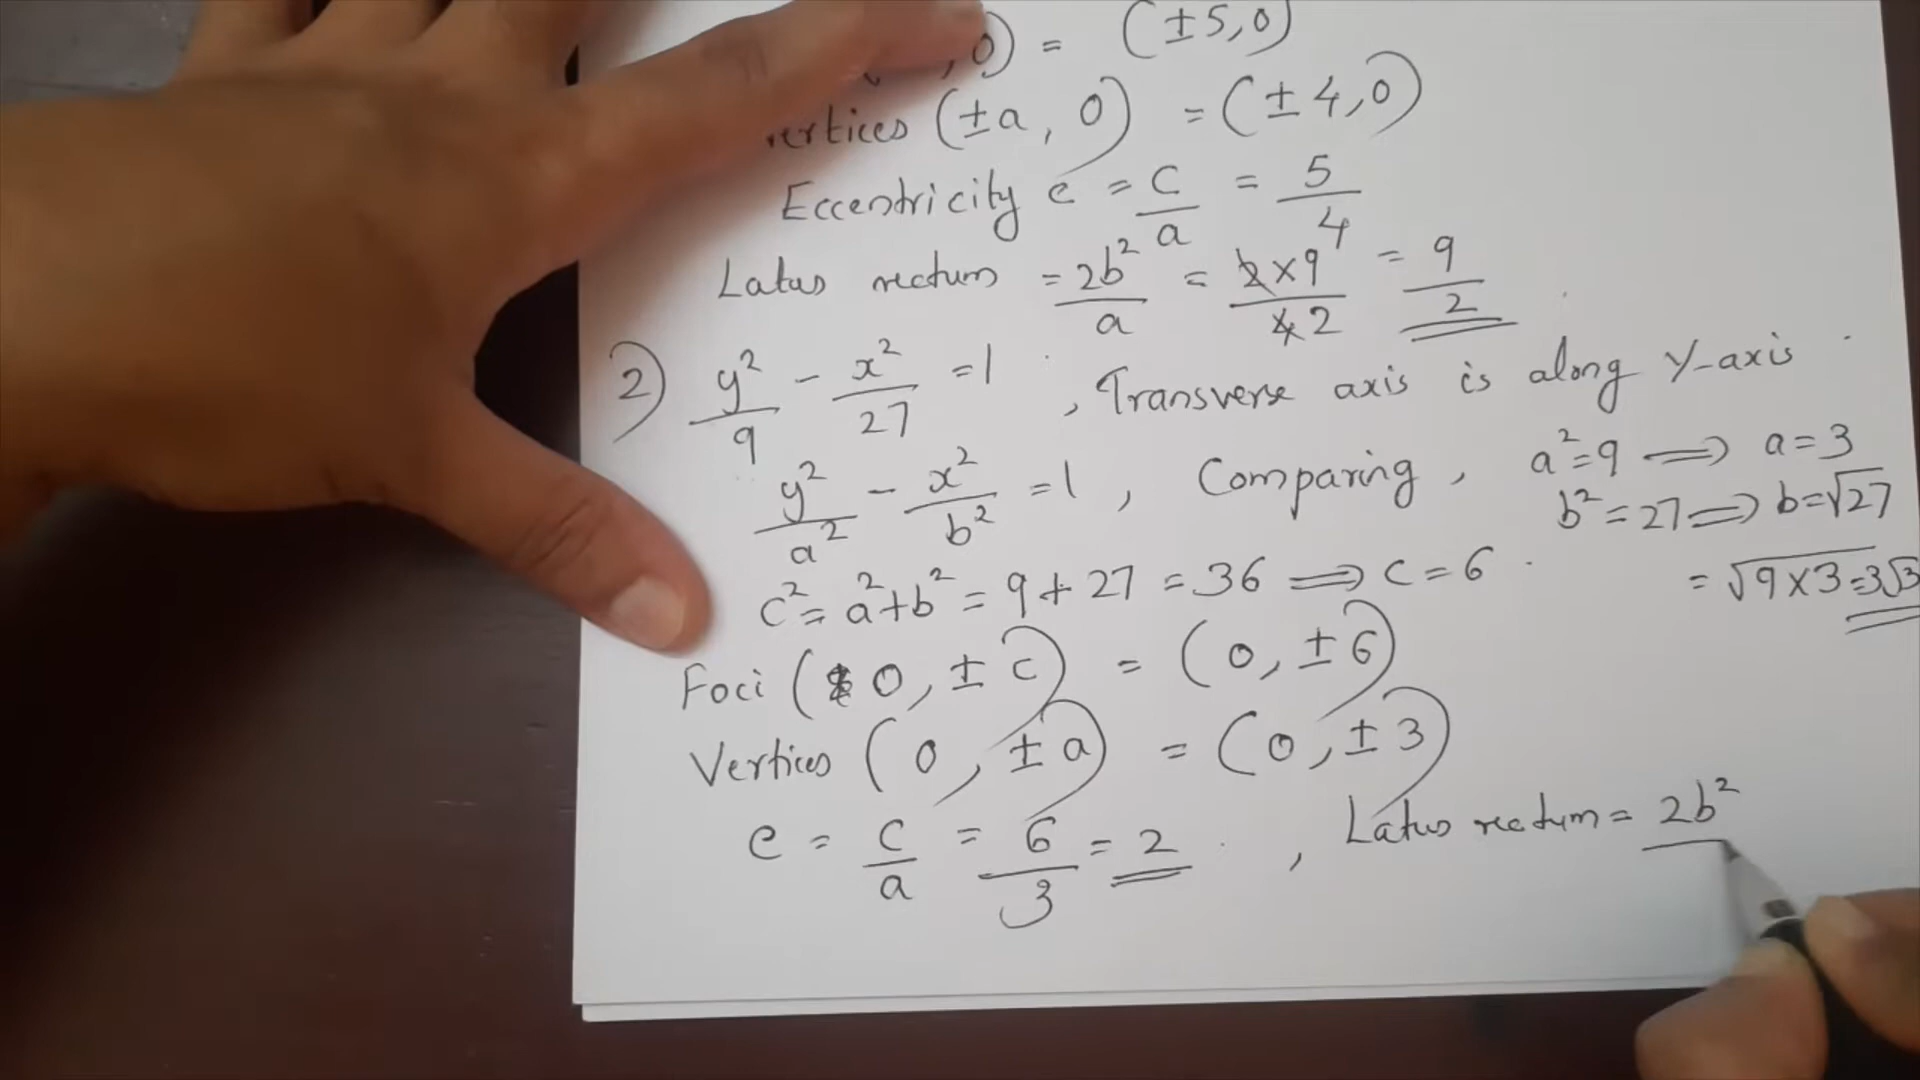 , 0) = (±5, 0)
vertices (±a, 0) = (±4, 0)
Eccentricity e = c/a = 5/4
Latus rectum = 2b²/a = 2×9/4 2 = 9/2
2) y²/9 - x²/27 = 1, Transverse axis is along Y-axis.
y²/a² - x²/b² = 1, Comparing, a² = 9 ⟹ a = 3
b² = 27 ⟹ b = √27
= √9×3 = 3√3
c² = a² + b² = 9 + 27 = 36 ⟹ c = 6.
Foci (0, ±c) = (0, ±6)
Vertices (0, ±a) = (0, ±3)
e = c/a = 6/3 = 2. , Latus rectum = 2b²